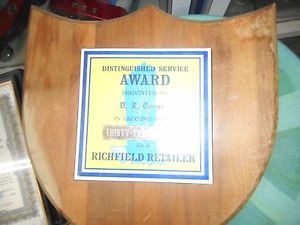 DISTINGUISHED SERVICE
AWARD
PRESENTED TO
D. L.
IN RECOGNITION OF
THIRTY-
AS A
RICHFIELD RETAILER